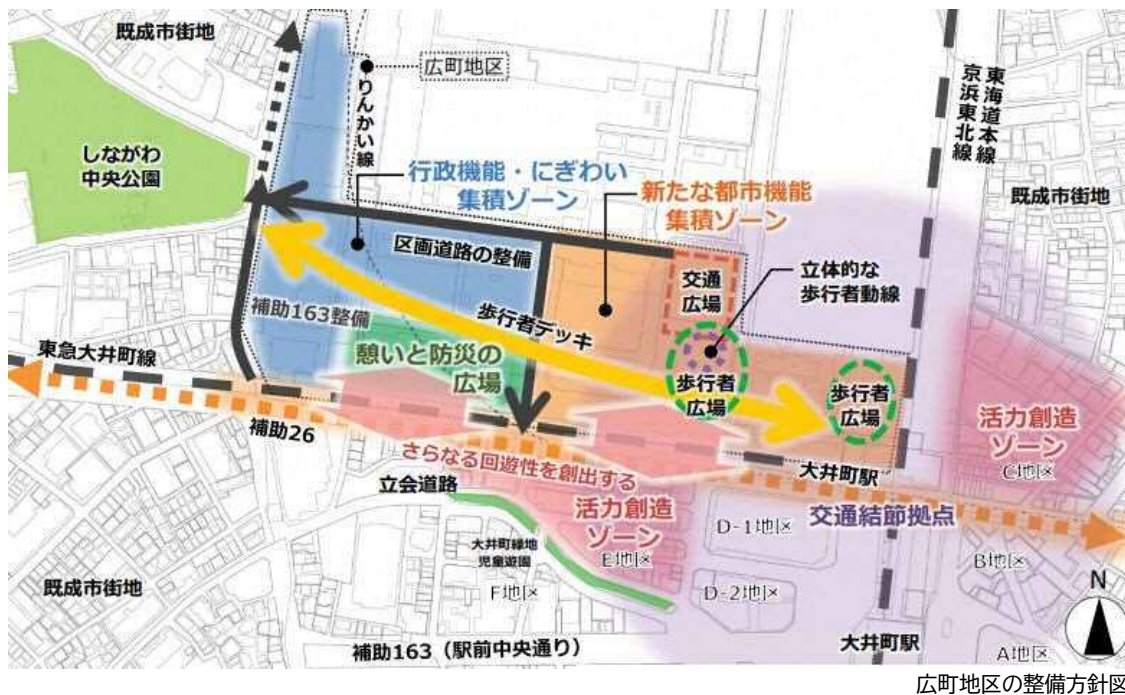 既成市街地
広町地区
りんかい線
東海道本線
京浜東北線
しながわ
中央公園
行政機能・にぎわい
集積ゾーン
新たな都市機能
集積ゾーン
既成市街地
区画道路の整備
交通
広場
立体的な
歩行者動線
補助163整備
歩行者デッキ
東急大井町線
憩いと防災の
広場
歩行者
広場
歩行者
広場
活力創造
ゾーン
C地区
補助26
さらなる回遊性を創出する
大井町駅
立会道路
活力創造
ゾーン
E地区
交通結節拠点
D-1地区
大井町緑地
児童遊園
B地区
既成市街地
F地区
D-2地区
N
補助163（駅前中央通り）
大井町駅
A地区
広町地区の整備方針図